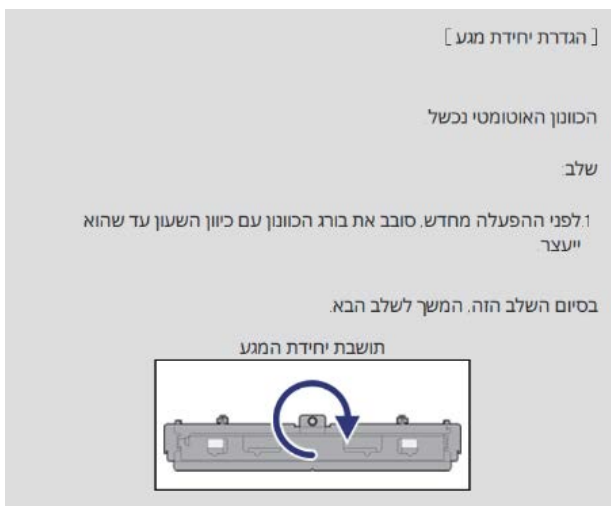 [ הגדרת יחידת מגע ]
הכוונון האוטומטי נכשל
שלב:
1.לפני ההפעלה מחדש, סובב את בורג הכוונון עם כיוון השעון עד שהוא
ייעצר.
בסיום השלב הזה, המשך לשלב הבא.
תושבת יחידת המגע